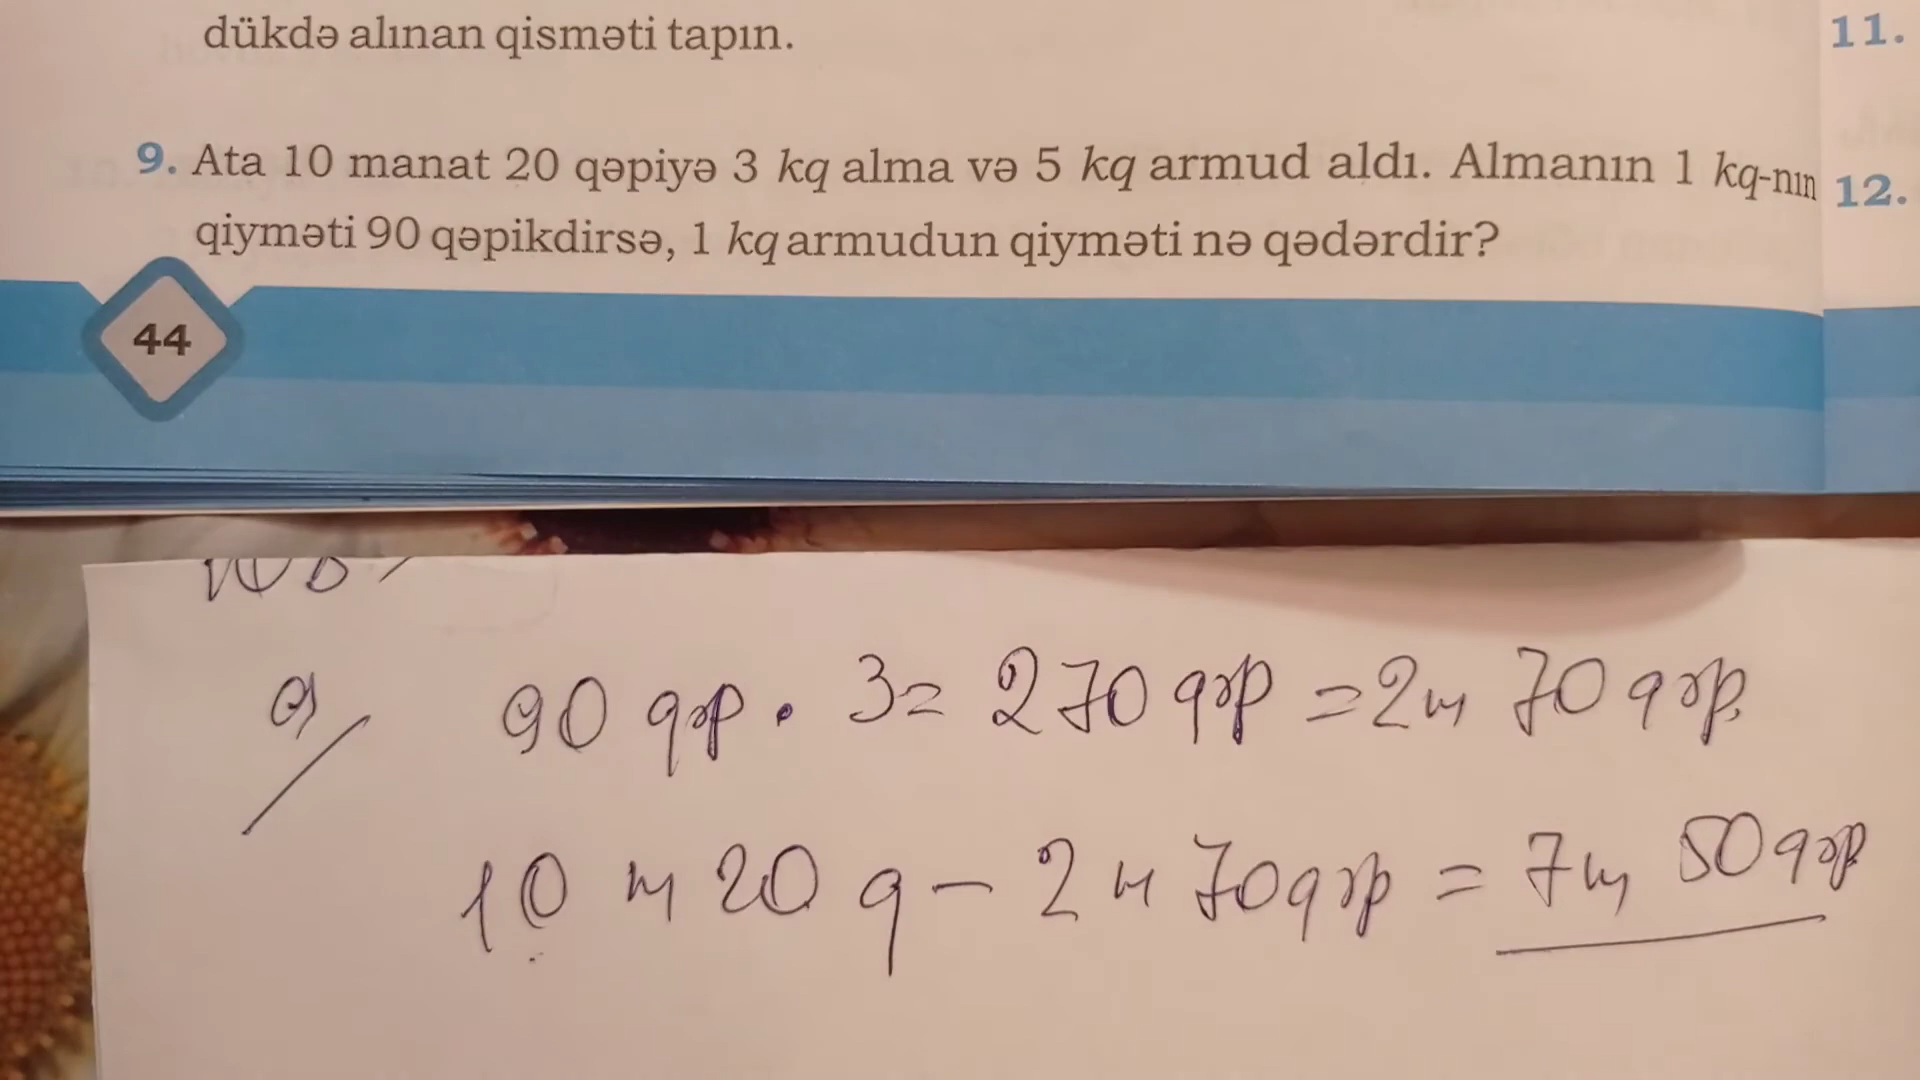 dükdə alınan qisməti tapın.
11.
9. Ata 10 manat 20 qəpiyə 3 kq alma və 5 kq armud aldı. Almanın 1 kq-nın
12.
qiyməti 90 qəpikdirsə, 1 kq armudun qiyməti nə qədərdir?
44
9/ 90 qəp · 3 = 270 qəp = 2m 70 qəp.
10 m 20 q - 2 m 70 qəp = 7m 50 qəp